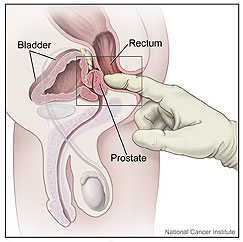 Bladder
Rectum
Prostate
National Cancer Institute